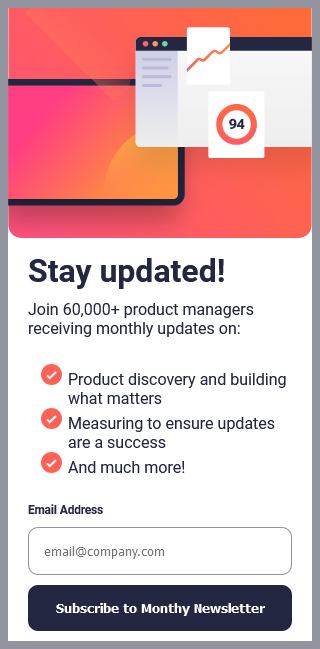 94
Stay updated!
Join 60,000+ product managers
receiving monthly updates on:
Product discovery and building
what matters
Measuring to ensure updates
are a success
And much more!
Email Address
email@company.com
Subscribe to Monthy Newsletter